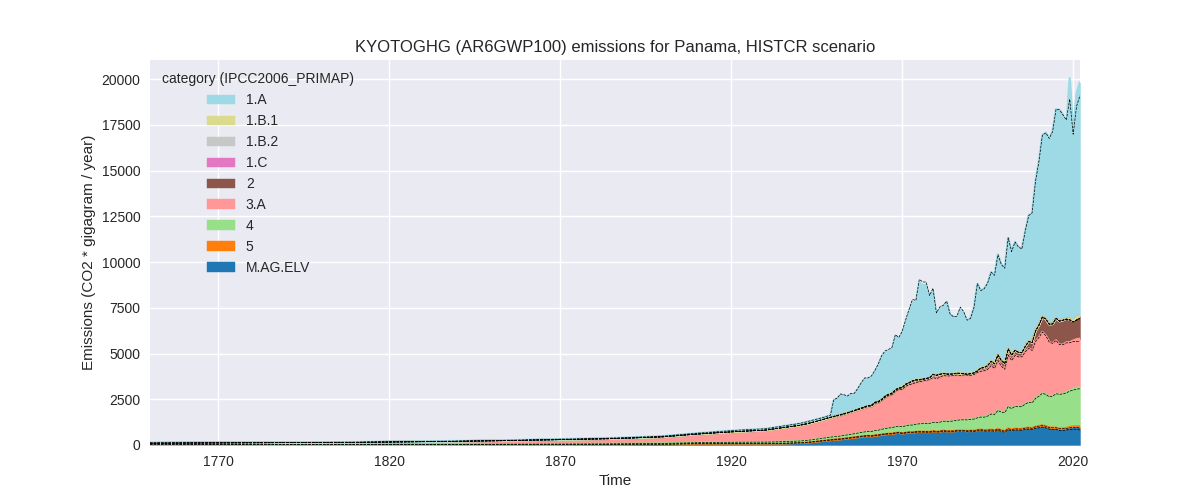 KYOTOGHG (AR6GWP100) emissions for Panama, HISTCR scenario
category (IPCC2006_PRIMAP)
1.A
1.B.1
1.B.2
1.C
2
3.A
4
5
M.AG.ELV
Emissions (CO2 * gigagram / year)
20000
17500
15000
12500
10000
7500
5000
2500
0
1770
1820
1870
1920
1970
2020
Time